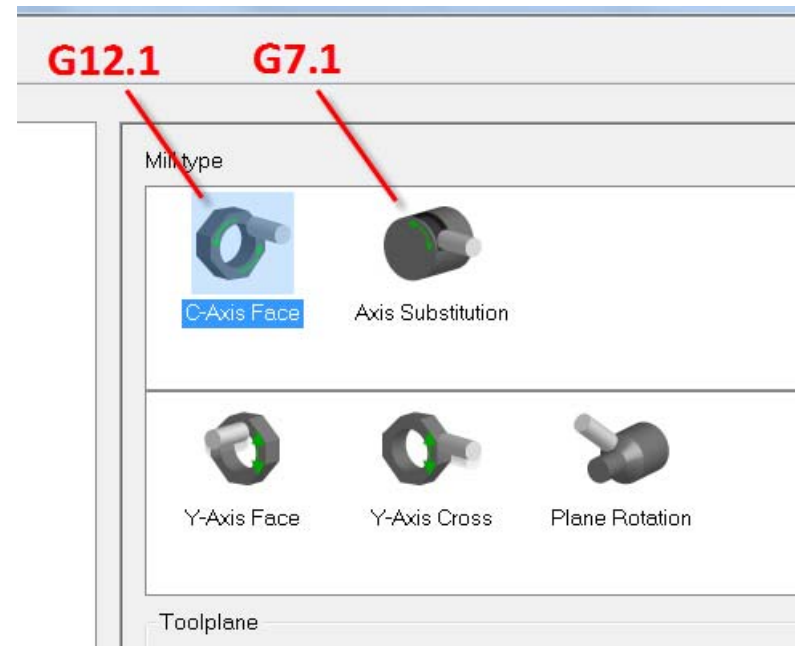 G12.1 G7.1
Mill type
C-Axis Face Axis Substitution
Y-Axis Face Y-Axis Cross Plane Rotation
Toolplane